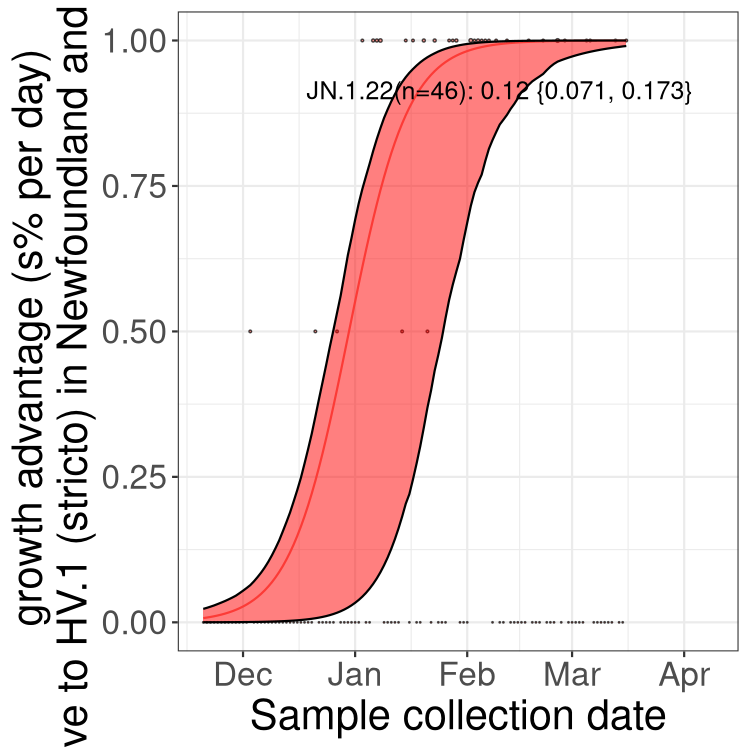 growth advantage (s% per day)
ve to HV.1 (stricto) in Newfoundland and
1.00
0.75
0.50
0.25
0.00
JN.1.22(n=46): 0.12 {0.071, 0.173}
Dec Jan Feb Mar Apr
Sample collection date